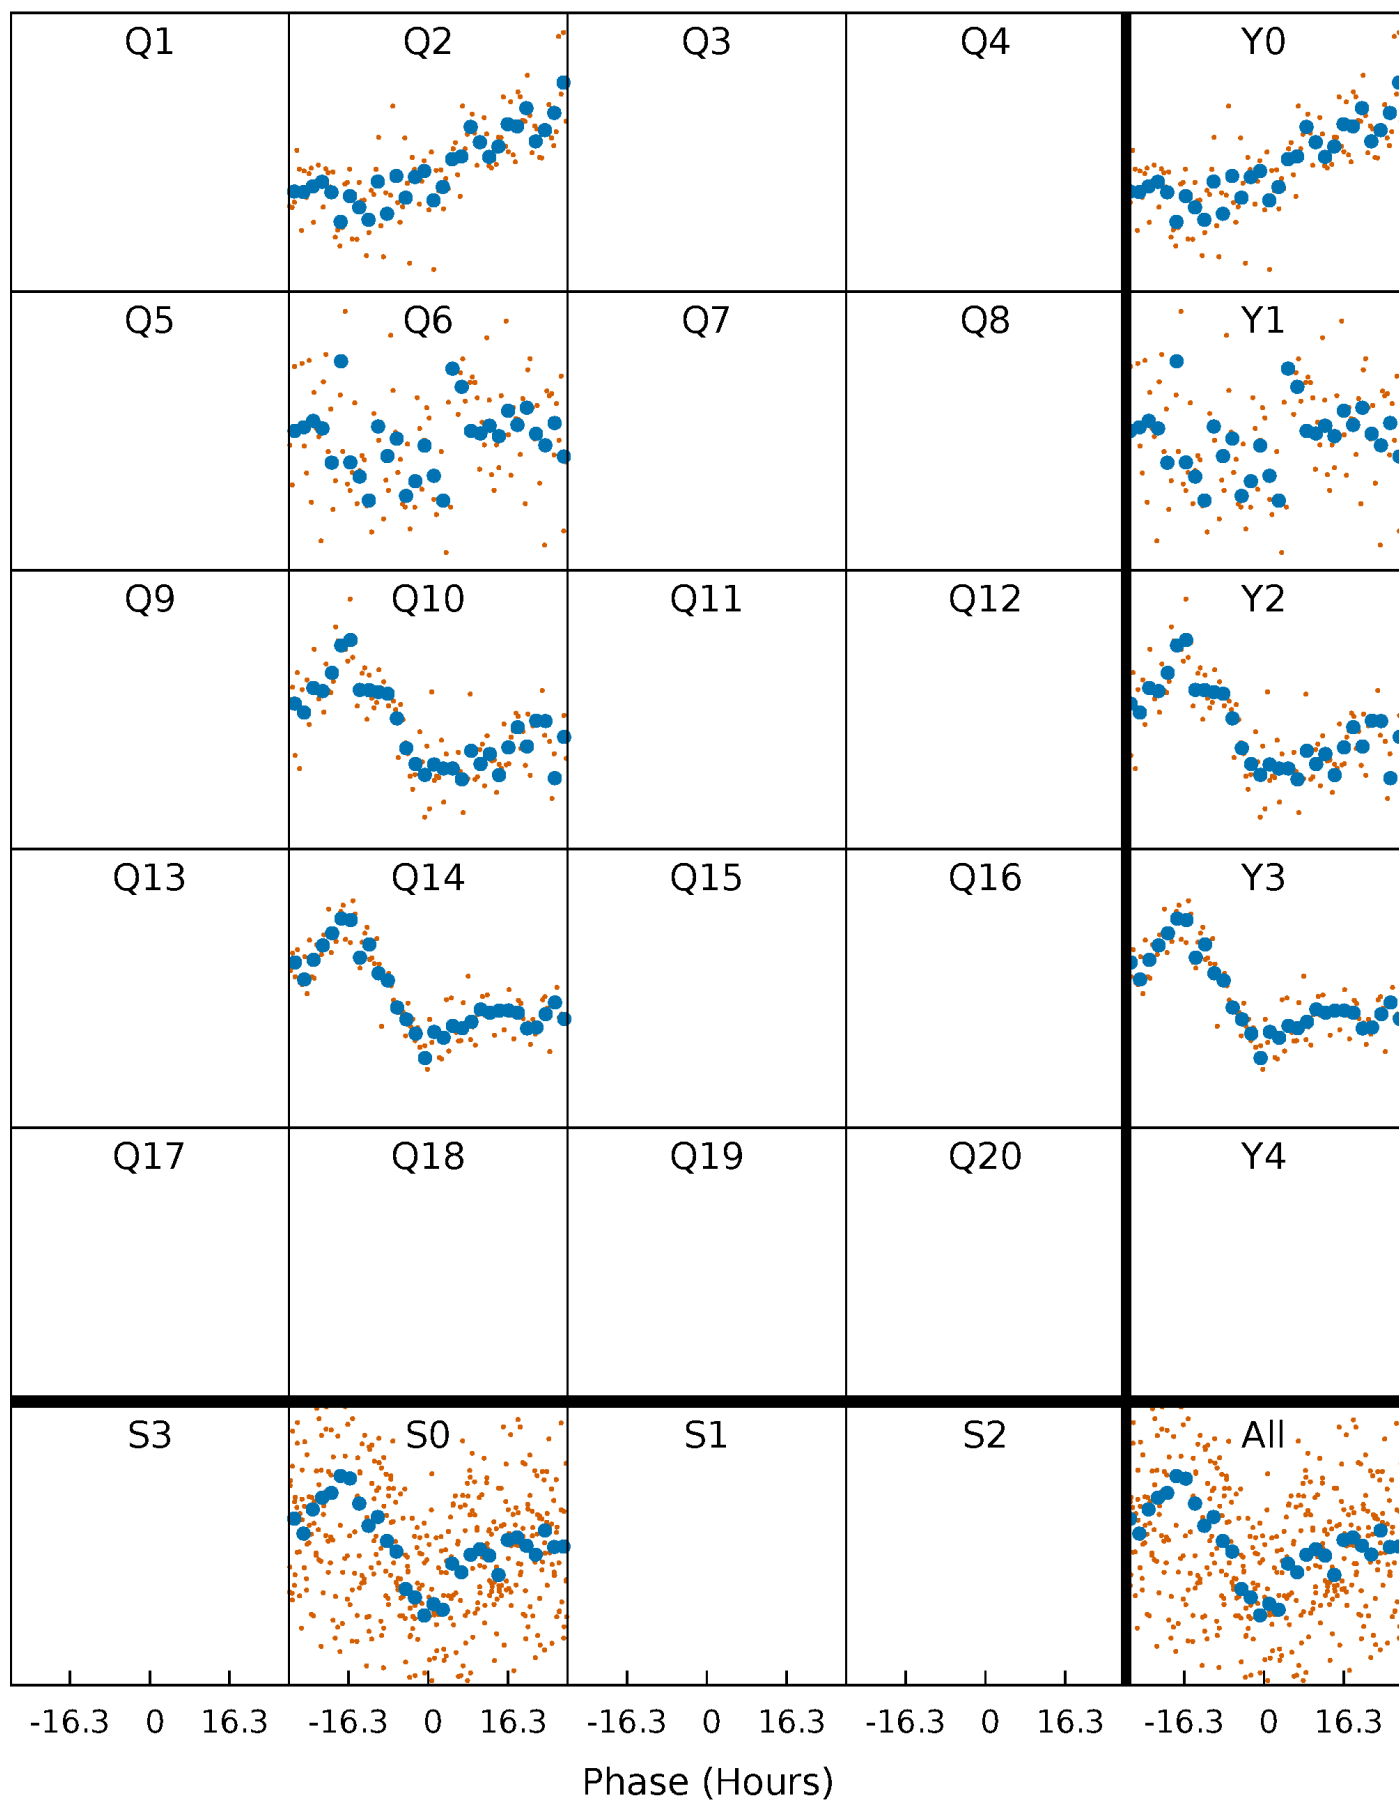 Q1 Q2 Q3 Q4 Y0
Q5 Q6 Q7 Q8 Y1
Q9 Q10 Q11 Q12 Y2
Q13 Q14 Q15 Q16 Y3
Q17 Q18 Q19 Q20 Y4
S3 S0 S1 S2 All
-16.3 0 16.3 -16.3 0 16.3 -16.3 0 16.3 -16.3 0 16.3 -16.3 0 16.3
Phase (Hours)